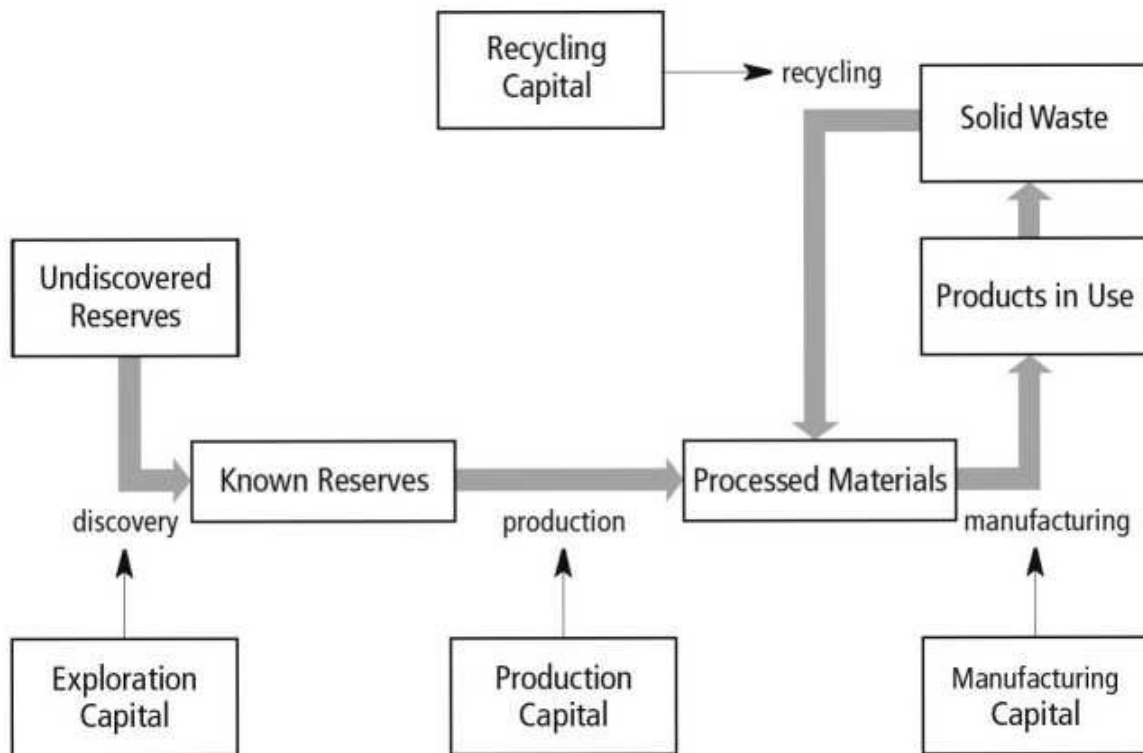 Recycling
Capital
recycling
Solid Waste
Undiscovered
Reserves
Products in Use
Known Reserves
Processed Materials
discovery
production
manufacturing
Exploration
Capital
Production
Capital
Manufacturing
Capital